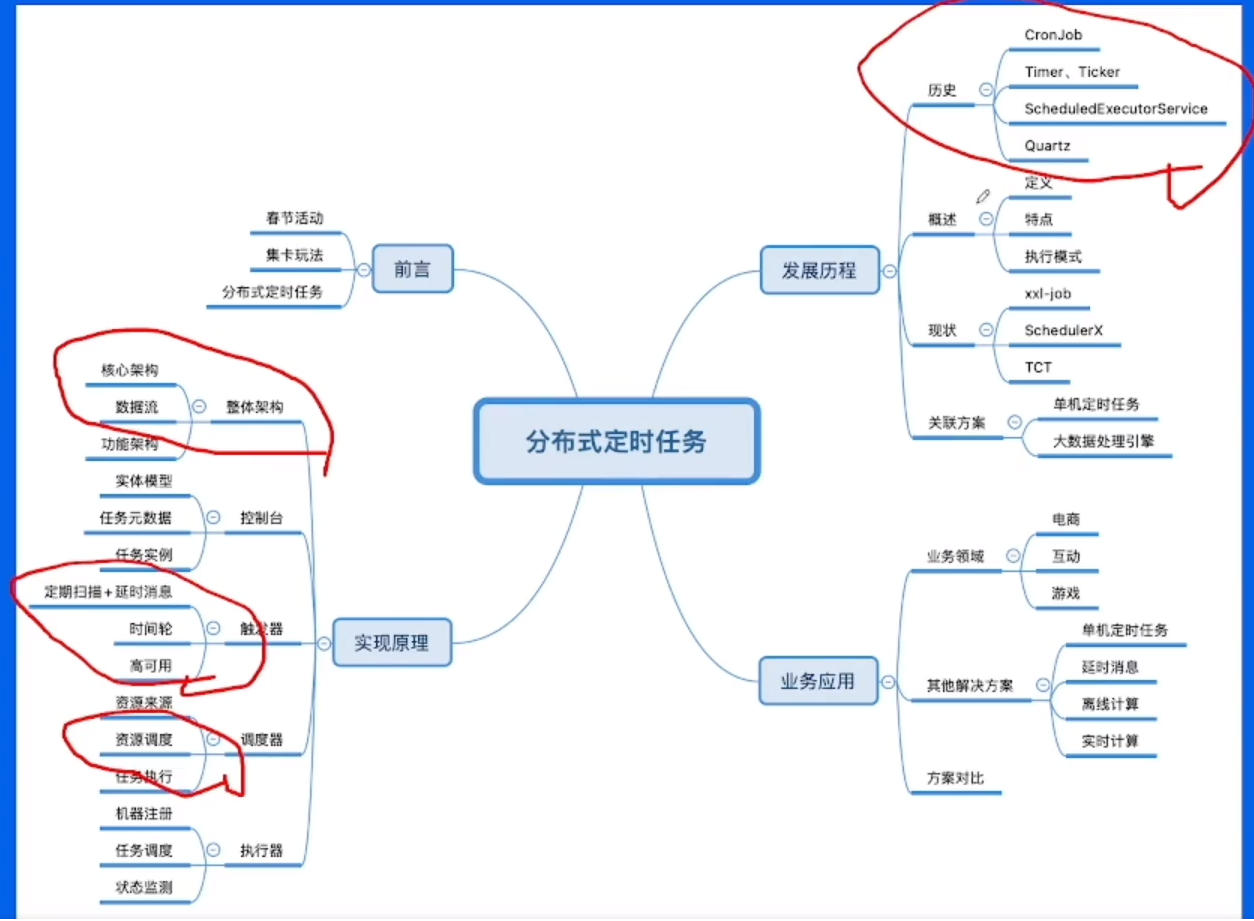 分布式定时任务
前言
春节活动
集卡玩法
分布式定时任务
发展历程
历史
CronJob
Timer、Ticker
ScheduledExecutorService
Quartz
概述
定义
特点
执行模式
现状
xxl-job
SchedulerX
TCT
关联方案
单机定时任务
大数据处理引擎
实现原理
整体架构
核心架构
数据流
功能架构
控制台
实体模型
任务元数据
任务实例
触发器
定期扫描+延时消息
时间轮
高可用
调度器
资源来源
资源调度
任务执行
执行器
机器注册
任务调度
状态监测
业务应用
业务领域
电商
互动
游戏
其他解决方案
单机定时任务
延时消息
离线计算
实时计算
方案对比